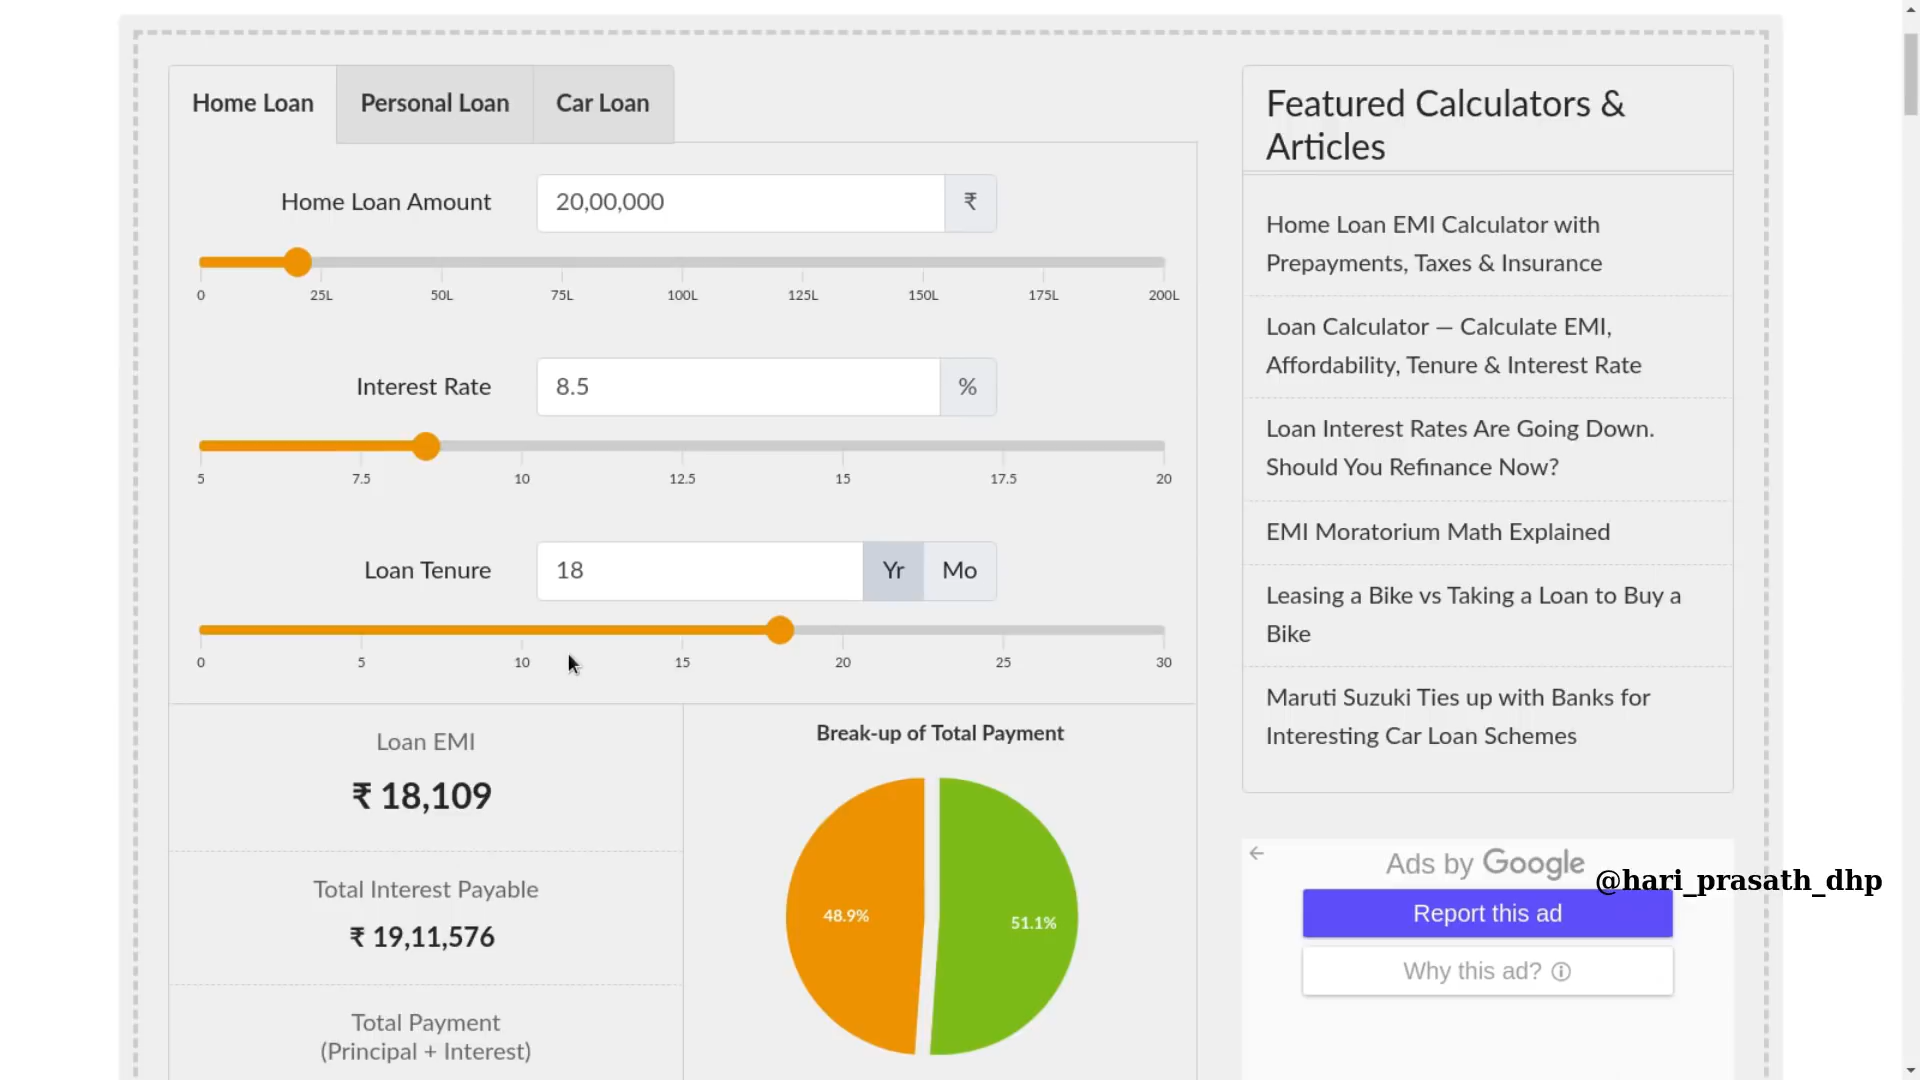 Home Loan
Personal Loan
Car Loan
Home Loan Amount
20,00,000
₹
0
25L
50L
75L
100L
125L
150L
175L
200L
Interest Rate
8.5
%
5
7.5
10
12.5
15
17.5
20
Loan Tenure
18
Yr
Mo
0
5
10
15
20
25
30
Loan EMI
₹ 18,109
Total Interest Payable
₹ 19,11,576
Total Payment
(Principal + Interest)
Break-up of Total Payment
48.9%
51.1%
Featured Calculators &
Articles
Home Loan EMI Calculator with
Prepayments, Taxes & Insurance
Loan Calculator — Calculate EMI,
Affordability, Tenure & Interest Rate
Loan Interest Rates Are Going Down.
Should You Refinance Now?
EMI Moratorium Math Explained
Leasing a Bike vs Taking a Loan to Buy a
Bike
Maruti Suzuki Ties up with Banks for
Interesting Car Loan Schemes
Ads by Google
@hari_prasath_dhp
Report this ad
Why this ad?